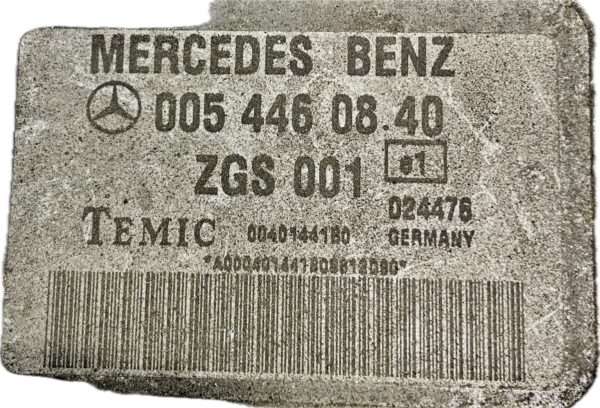 MERCEDES BENZ
005 446 08 40
ZGS 001 e1
024476
TEMIC 0040144180 GERMANY